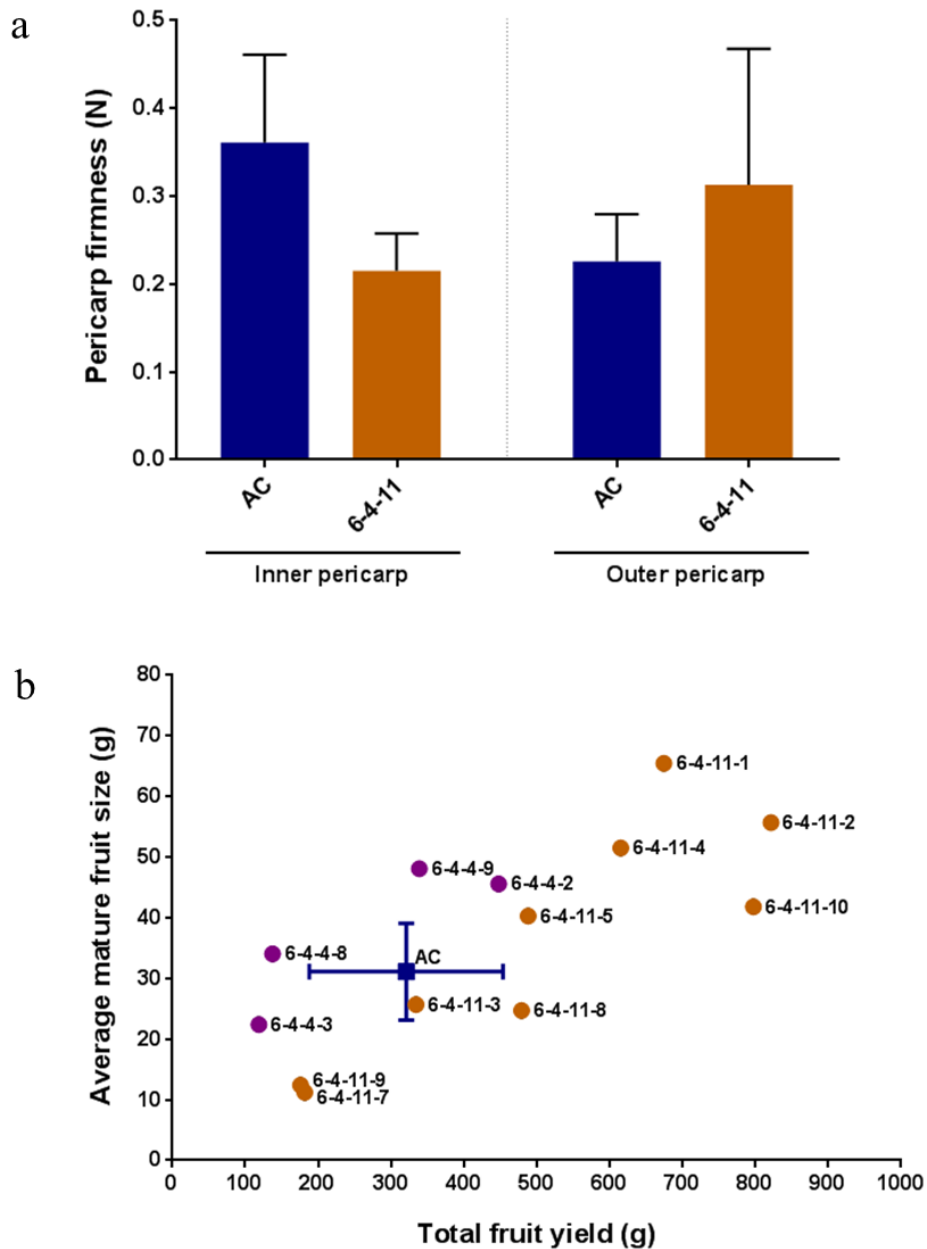 a
Pericarp firmness (N)
0.5
0.4
0.3
0.2
0.1
0.0
AC
6-4-11
AC
6-4-11
Inner pericarp
Outer pericarp
b
Average mature fruit size (g)
80
70
60
50
40
30
20
10
0
6-4-11-1
6-4-11-2
6-4-11-4
6-4-4-9
6-4-4-2
6-4-11-5
6-4-11-10
6-4-4-8
AC
6-4-11-3
6-4-11-8
6-4-4-3
6-4-11-9
6-4-11-7
0 100 200 300 400 500 600 700 800 900 1000
Total fruit yield (g)